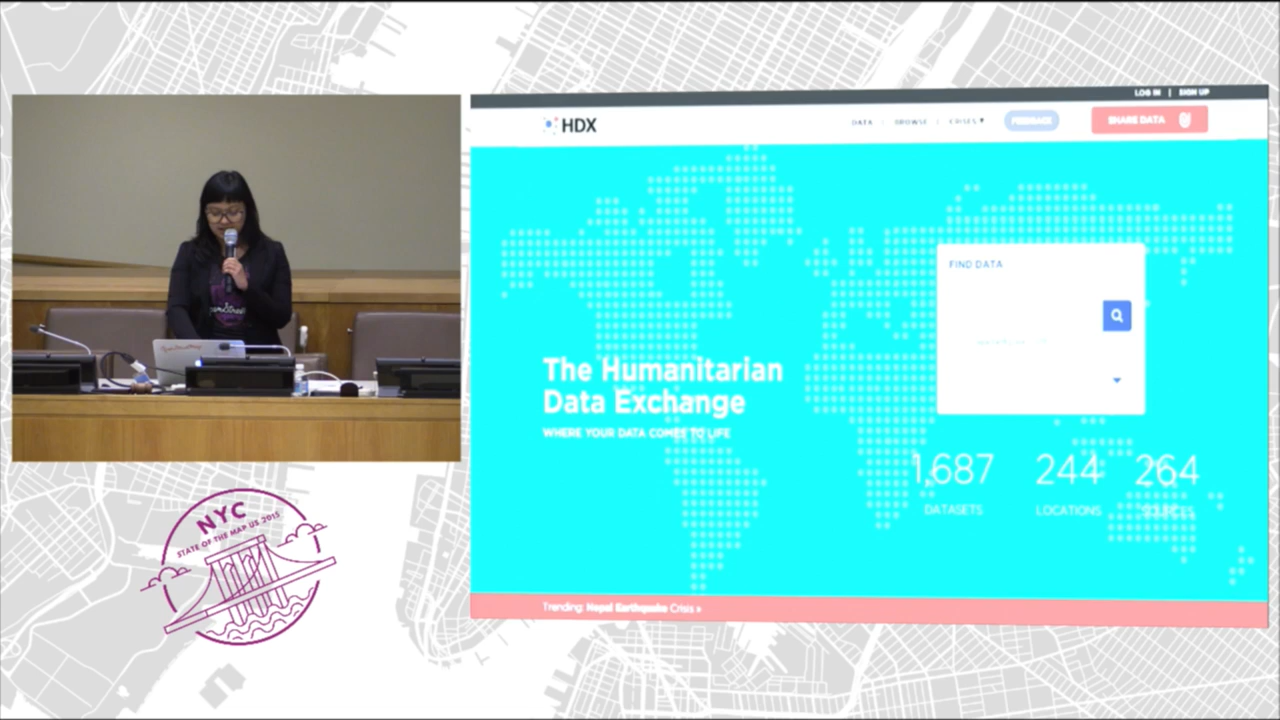 LOG IN | SIGN UP
HDX
DATA
BROWSE
CRISES
FEEDBACK
SHARE DATA
FIND DATA
The Humanitarian
Data Exchange
WHERE YOUR DATA COMES TO LIFE
1,687
244
264
DATASETS
LOCATIONS
Trending: Nepal Earthquake Crisis »
NYC
STATE OF THE MAP US 2015